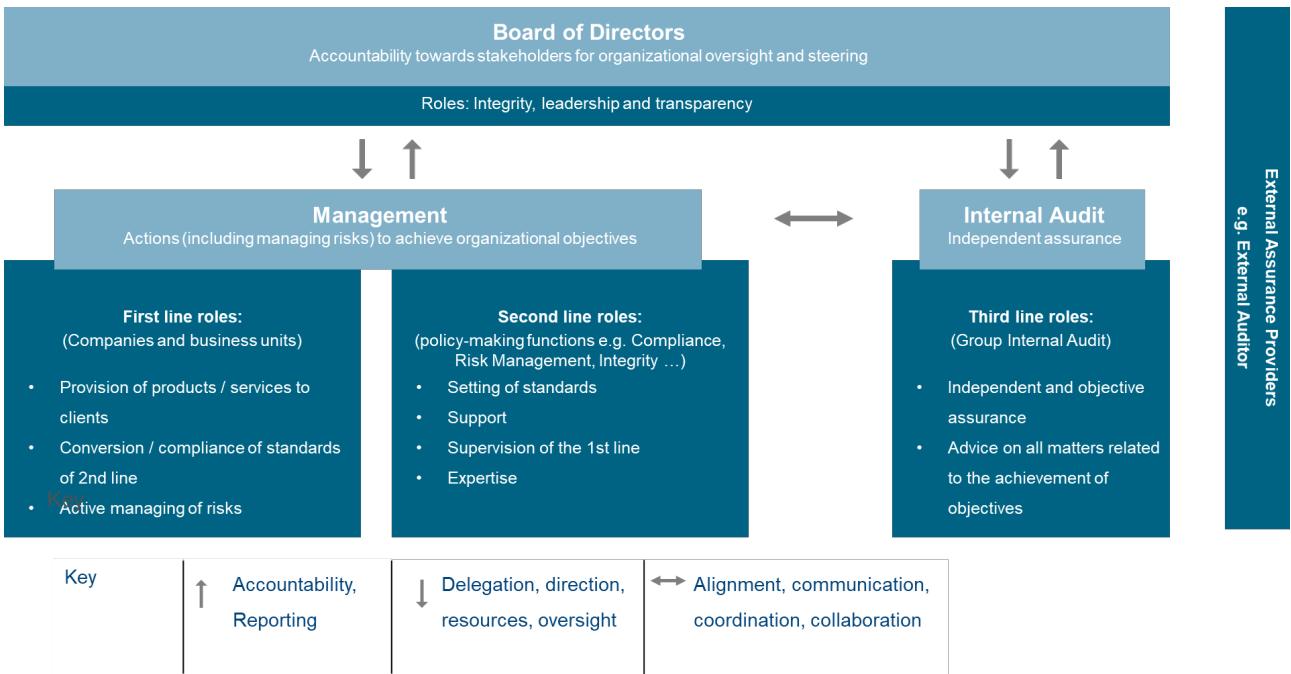 Board of Directors
Accountability towards stakeholders for organizational oversight and steering
Roles: Integrity, leadership and transparency
Management
Actions (including managing risks) to achieve organizational objectives
Internal Audit
Independent assurance
First line roles:
(Companies and business units)
• Provision of products / services to
clients
• Conversion / compliance of standards
of 2nd line
Key
• Active managing of risks
Second line roles:
(policy-making functions e.g. Compliance,
Risk Management, Integrity ...)
• Setting of standards
• Support
• Supervision of the 1st line
• Expertise
Third line roles:
(Group Internal Audit)
• Independent and objective
assurance
• Advice on all matters related
to the achievement of
objectives
External Assurance Providers
e.g. External Auditor
Key
Accountability,
Reporting
Delegation, direction,
resources, oversight
Alignment, communication,
coordination, collaboration